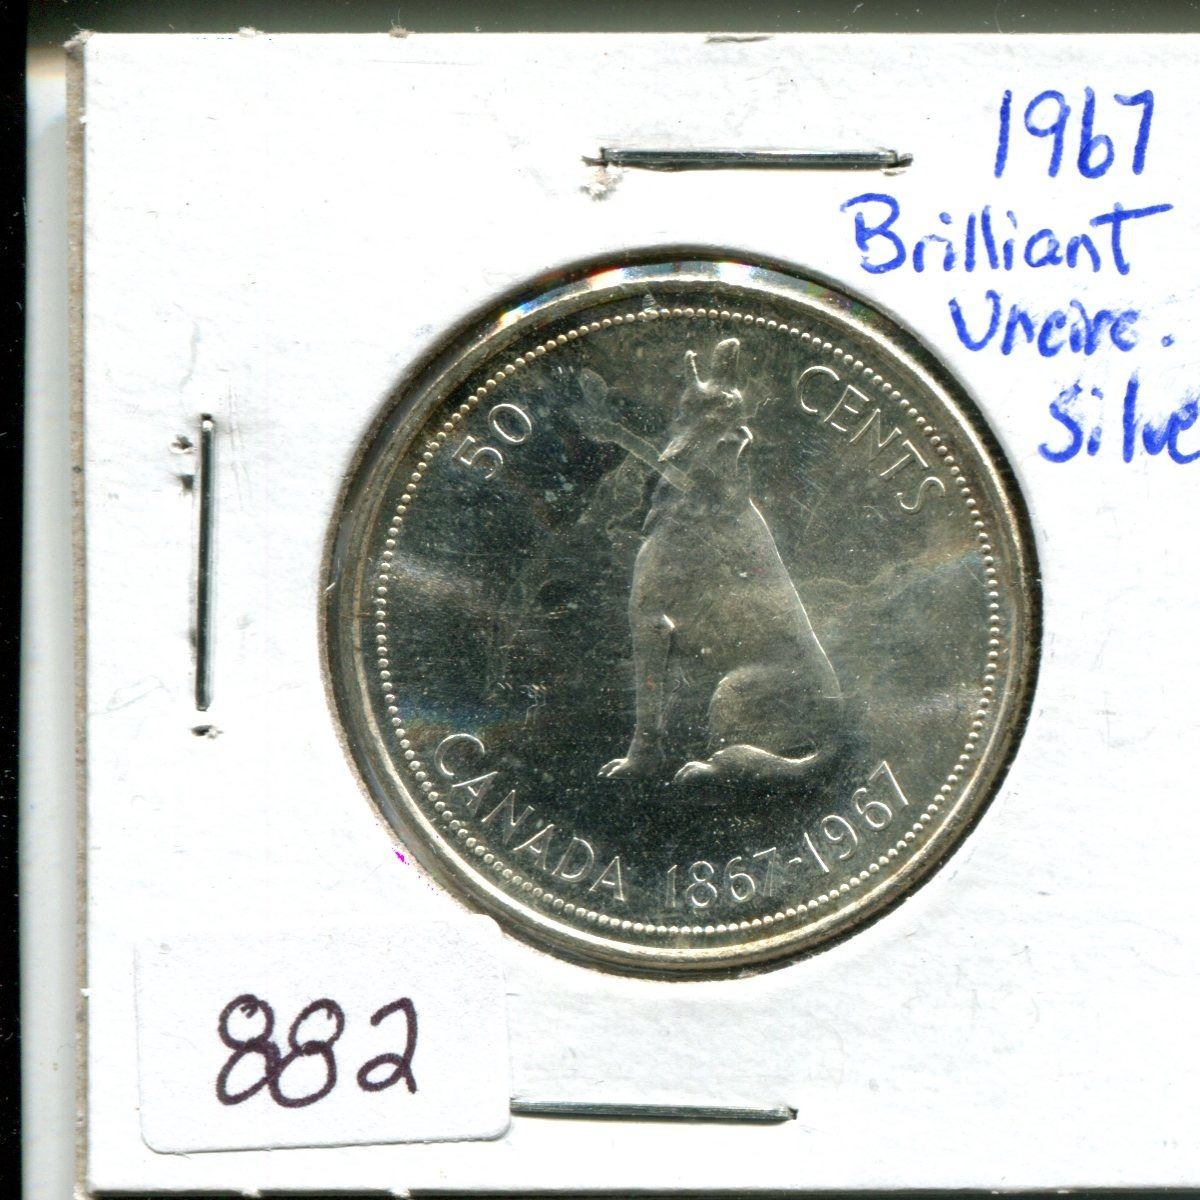 1967
Brilliant
Uncirc.
Silve
50 CENTS
CANADA 1867-1967
882